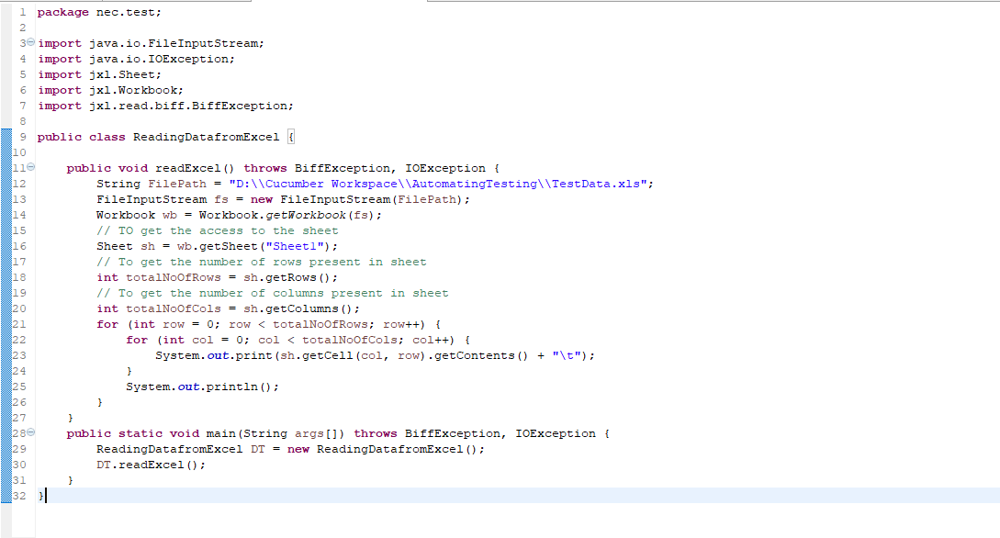 1 package nec.test;
2
3 import java.io.FileInputStream;
4 import java.io.IOException;
5 import jxl.Sheet;
6 import jxl.Workbook;
7 import jxl.read.biff.BiffException;
8
9 public class ReadingDatafromExcel {
10
11     public void readExcel() throws BiffException, IOException {
12         String FilePath = "D:\\Cucumber Workspace\\AutomatingTesting\\TestData.xls";
13         FileInputStream fs = new FileInputStream(FilePath);
14         Workbook wb = Workbook.getWorkbook(fs);
15         // TO get the access to the sheet
16         Sheet sh = wb.getSheet("Sheet1");
17         // To get the number of rows present in sheet
18         int totalNoOfRows = sh.getRows();
19         // To get the number of columns present in sheet
20         int totalNoOfCols = sh.getColumns();
21         for (int row = 0; row < totalNoOfRows; row++) {
22             for (int col = 0; col < totalNoOfCols; col++) {
23                 System.out.print(sh.getCell(col, row).getContents() + "\t");
24             }
25             System.out.println();
26         }
27     }
28     public static void main(String args[]) throws BiffException, IOException {
29         ReadingDatafromExcel DT = new ReadingDatafromExcel();
30         DT.readExcel();
31     }
32 }